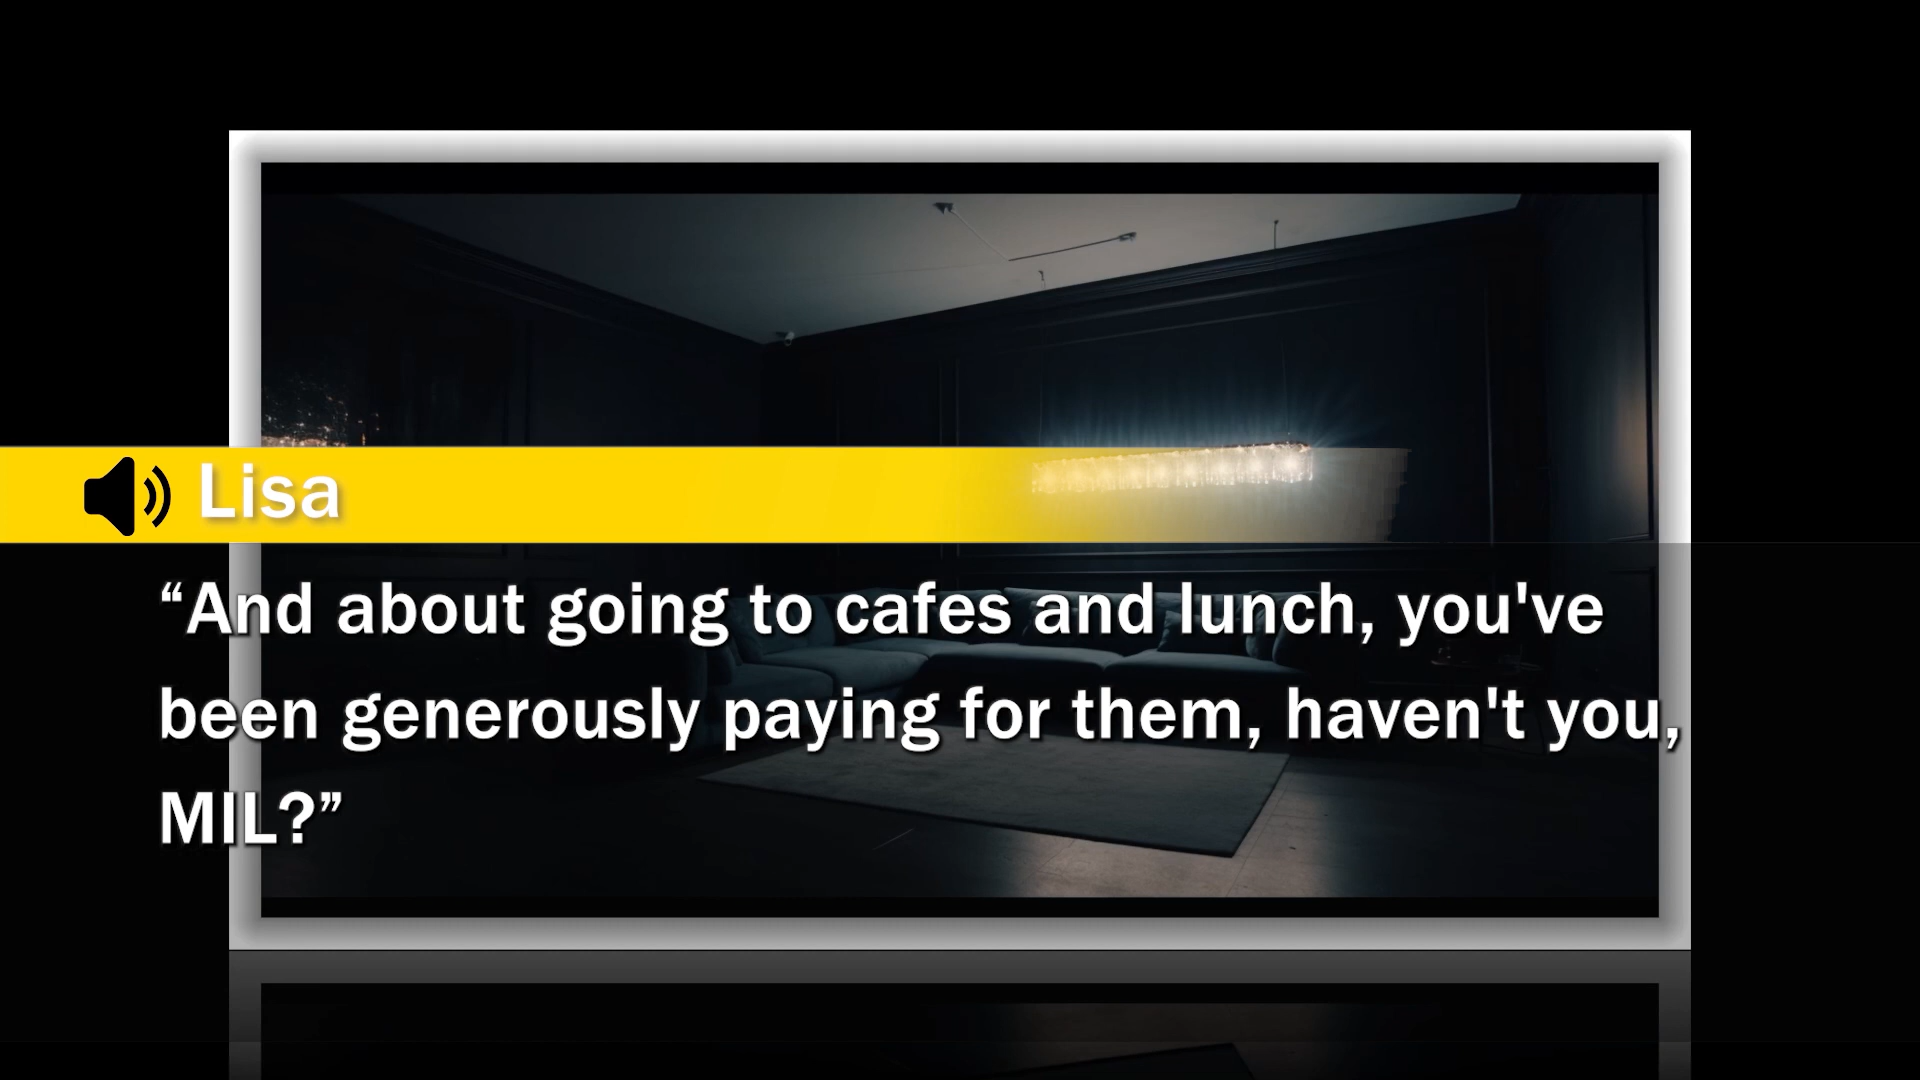 Lisa
“And about going to cafes and lunch, you've
been generously paying for them, haven't you,
MIL?”